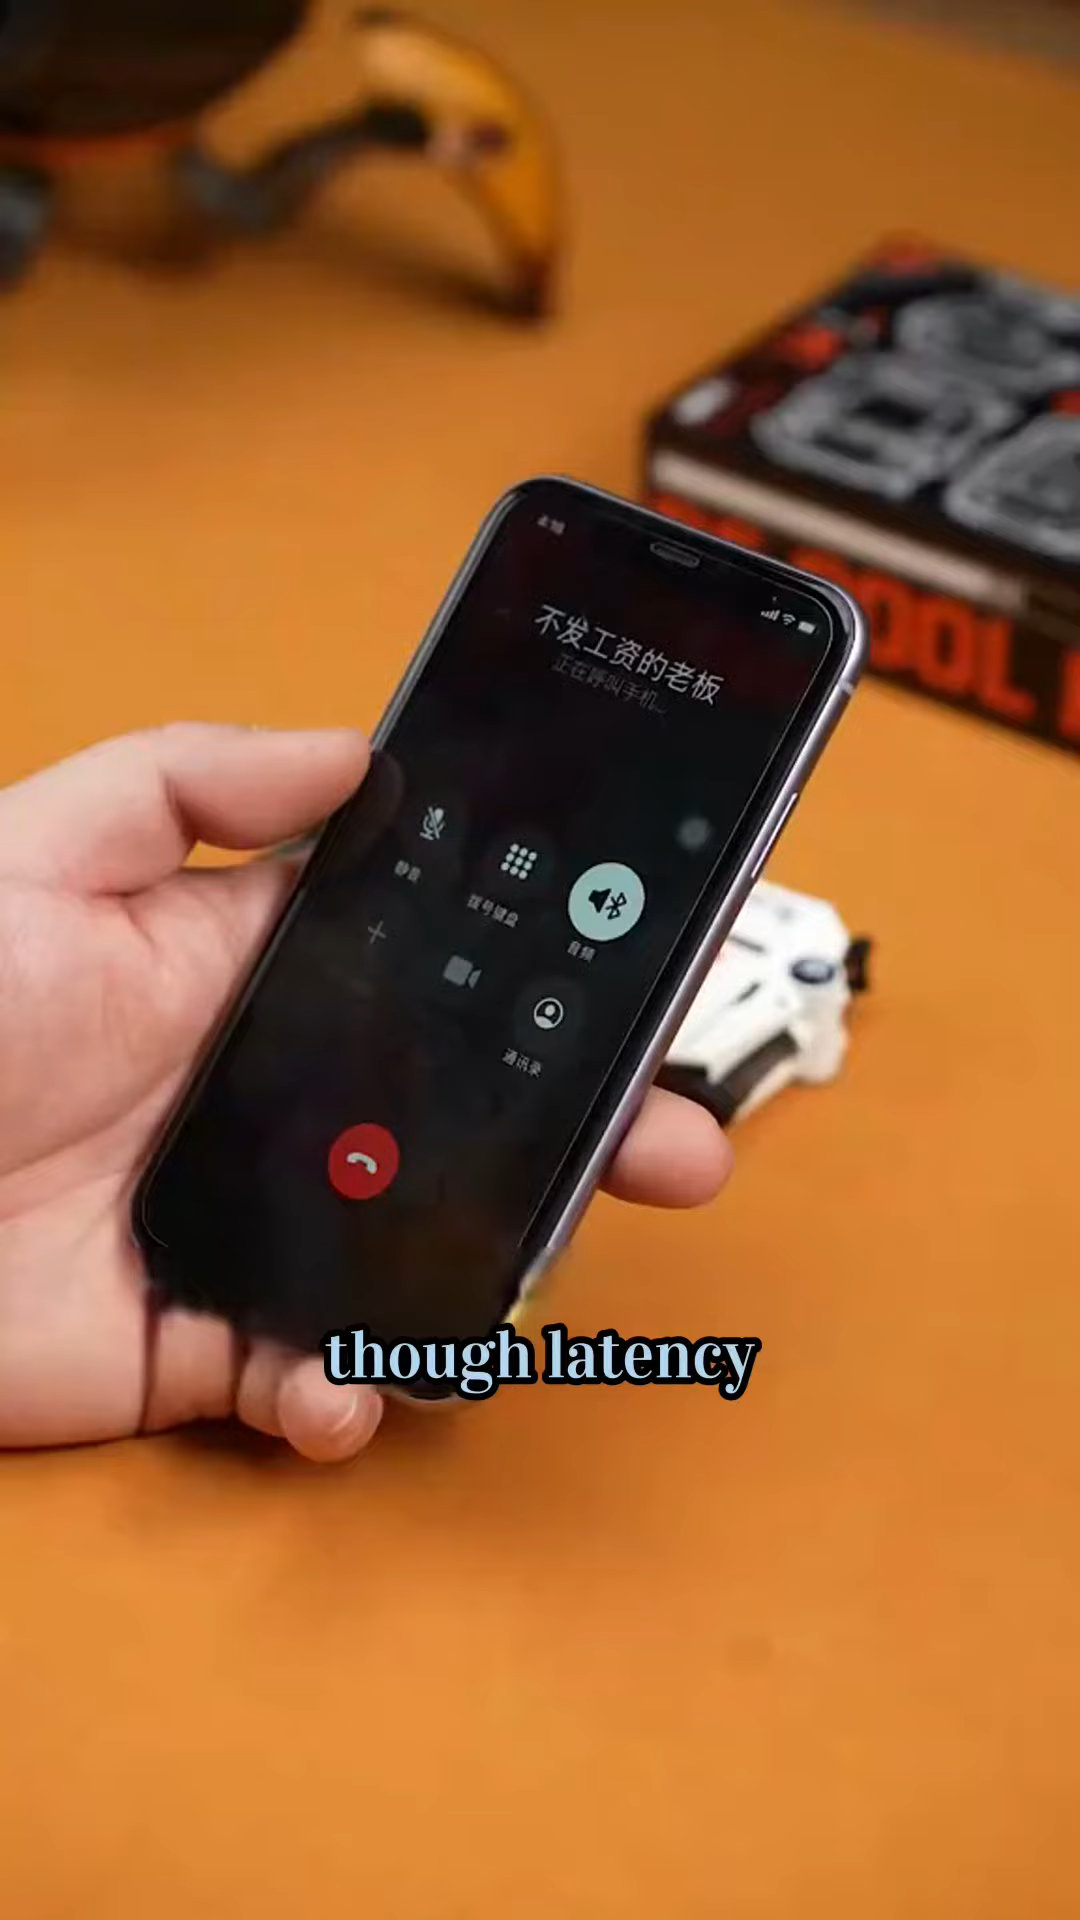 不发工资的老板
正在呼叫手机...
静音
拨号键盘
音频
通讯录
OOL
though latency